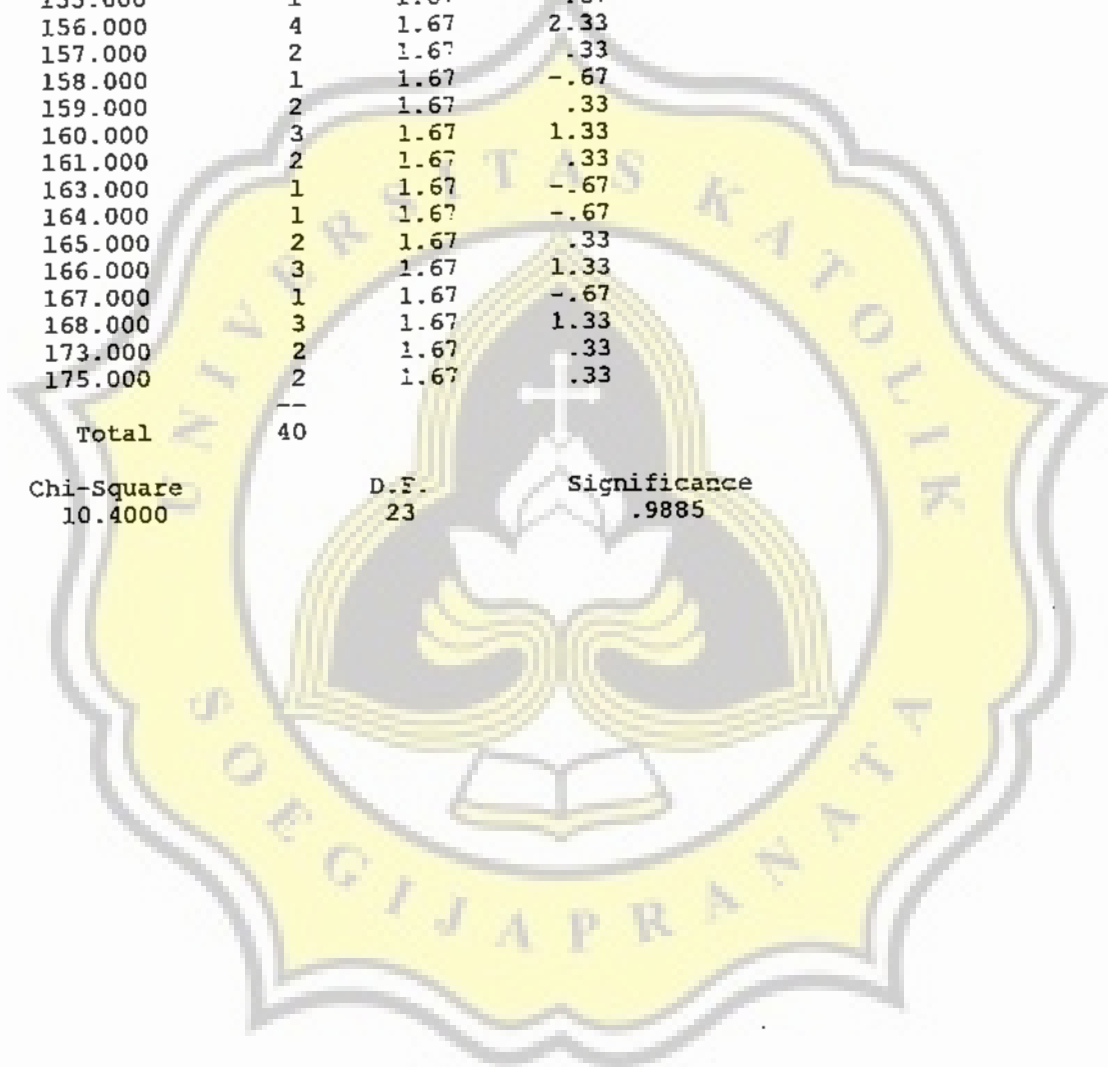 156.000 4 1.67 2.33
157.000 2 1.67 .33
158.000 1 1.67 -.67
159.000 2 1.67 .33
160.000 3 1.67 1.33
161.000 2 1.67 .33
163.000 1 1.67 -.67
164.000 1 1.67 -.67
165.000 2 1.67 .33
166.000 3 1.67 1.33
167.000 1 1.67 -.67
168.000 3 1.67 1.33
173.000 2 1.67 .33
175.000 2 1.67 .33
--
Total 40
Chi-Square D.F. Significance
10.4000 23 .9885
UNIVERSITAS KATOLIK
SOEGIJAPRANATA